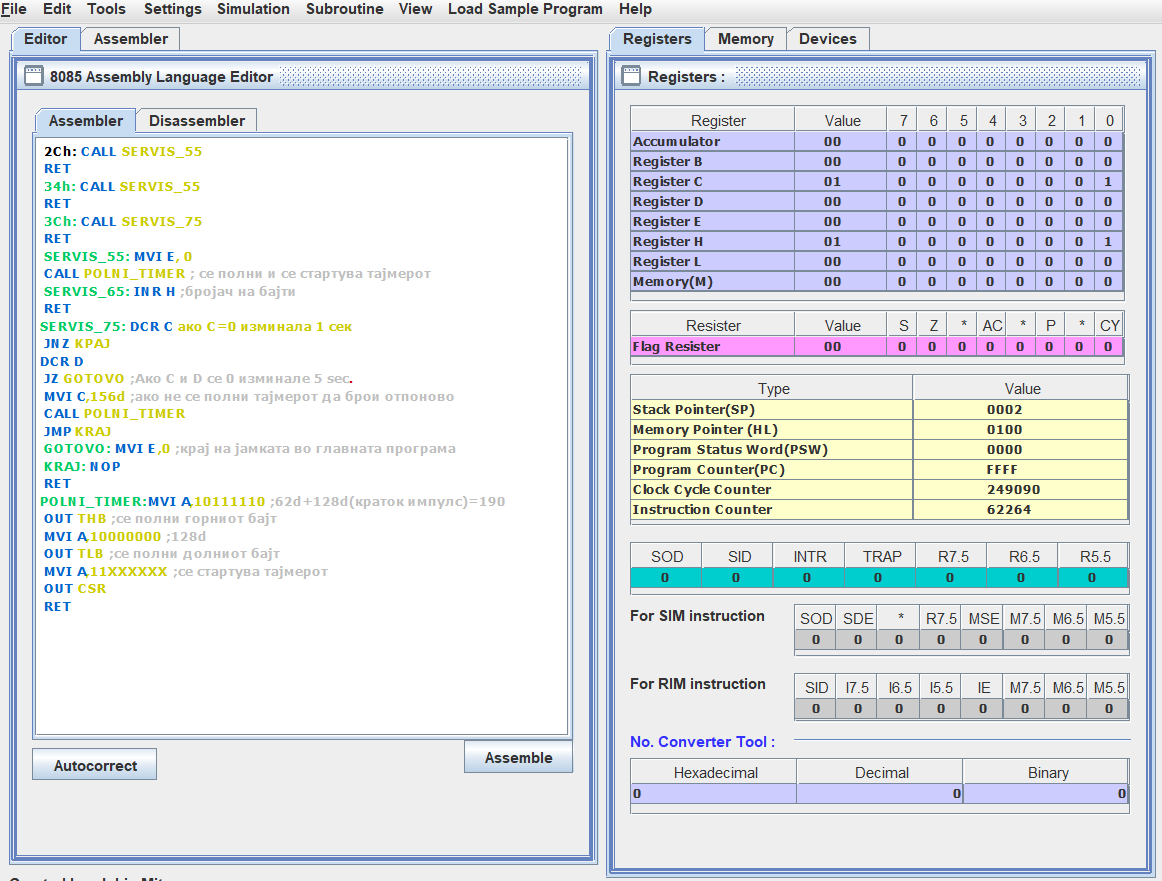 File Edit Tools Settings Simulation Subroutine View Load Sample Program Help
Editor Assembler
8085 Assembly Language Editor
Assembler Disassembler
2Ch: CALL SERVIS_55
RET
34h: CALL SERVIS_55
RET
3Ch: CALL SERVIS_75
RET
SERVIS_55: MVI E, 0
CALL POLNI_TIMER ; се полни и се стартува тајмерот
SERVIS_65: INR H ;бројач на бајти
RET
SERVIS_75: DCR C ако C=0 изминала 1 сек
JNZ КРАЈ
DCR D
JZ GOTOVO ;Ако C и D се 0 изминале 5 sec.
MVI C,156d ;ако не се полни тајмерот да брои отпоново
CALL POLNI_TIMER
JMP KRAJ
GOTOVO: MVI E,0 ;крај на јамката во главната програма
KRAJ: NOP
RET
POLNI_TIMER:MVI A,10111110 ;62d+128d(краток импулс)=190
OUT THB ;се полни горниот бајт
MVI A,10000000 ;128d
OUT TLB ;се полни долниот бајт
MVI A,11XXXXXX ;се стартува тајмерот
OUT CSR
RET
Autocorrect Assemble
Registers Memory Devices
Registers :
Register Value 7 6 5 4 3 2 1 0
Accumulator 00 0 0 0 0 0 0 0 0
Register B 00 0 0 0 0 0 0 0 0
Register C 01 0 0 0 0 0 0 0 1
Register D 00 0 0 0 0 0 0 0 0
Register E 00 0 0 0 0 0 0 0 0
Register H 01 0 0 0 0 0 0 0 1
Register L 00 0 0 0 0 0 0 0 0
Memory(M) 00 0 0 0 0 0 0 0 0
Resister Value S Z * AC * P * CY
Flag Resister 00 0 0 0 0 0 0 0 0
Type Value
Stack Pointer(SP) 0002
Memory Pointer (HL) 0100
Program Status Word(PSW) 0000
Program Counter(PC) FFFF
Clock Cycle Counter 249090
Instruction Counter 62264
SOD SID INTR TRAP R7.5 R6.5 R5.5
0 0 0 0 0 0 0
For SIM instruction
SOD SDE * R7.5 MSE M7.5 M6.5 M5.5
0 0 0 0 0 0 0 0
For RIM instruction
SID I7.5 I6.5 I5.5 IE M7.5 M6.5 M5.5
0 0 0 0 0 0 0 0
No. Converter Tool :
Hexadecimal Decimal Binary
0 0 0